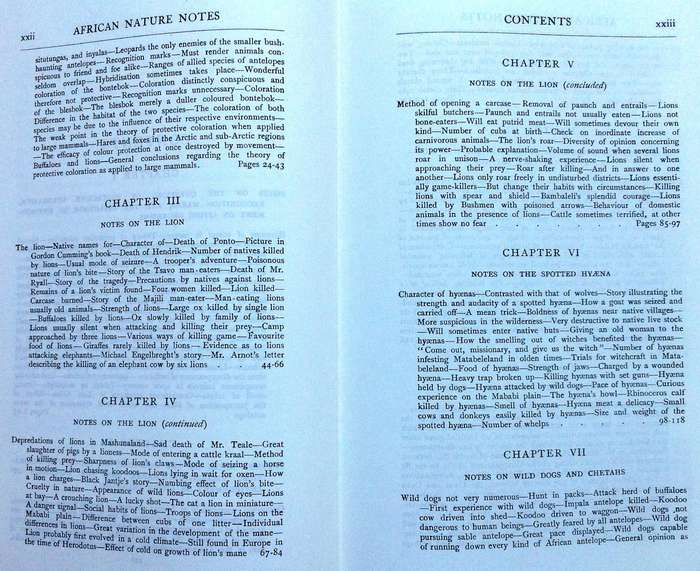 xxii
AFRICAN NATURE NOTES
situtungas, and inyalas—Leopards the only enemies of the smaller bush-
haunting antelopes—Recognition marks—Must render animals con-
spicuous to friend and foe alike—Ranges of allied species of antelopes
seldom overlap—Hybridisation sometimes takes place—Wonderful
coloration of the bontebok—Coloration distinctly conspicuous and
therefore not protective—Recognition marks unnecessary—Coloration
of the blesbok—The blesbok merely a duller coloured bontebok—
Difference in the habitat of the two species—The coloration of both
species may be due to the influence of their respective environments—
The weak point in the theory of protective coloration when applied
to large mammals—Hares and foxes in the Arctic and sub-Arctic regions
—The efficacy of colour protection at once destroyed by movement—
Buffaloes and lions—General conclusions regarding the theory of
protective coloration as applied to large mammals. Pages 24-43
CHAPTER III
NOTES ON THE LION
The lion—Native names for—Character of—Death of Ponto—Picture in
Gordon Cumming's book—Death of Hendrik—Number of natives killed
by lions—Usual mode of seizure—A trooper's adventure—Poisonous
nature of lion's bite—Story of the Tsavo man-eaters—Death of Mr.
Ryall—Story of the tragedy—Precautions by natives against lions—
Remains of a lion's victim found—Four women killed—Lion killed—
Carcase burned—Story of the Majili man-eater—Man-eating lions
usually old animals—Strength of lions—Large ox killed by single lion
—Buffaloes killed by lions—Ox slowly killed by family of lions—
Lions usually silent when attacking and killing their prey—Camp
approached by three lions—Various ways of killing game—Favourite
food of lions—Giraffes rarely killed by lions—Evidence as to lions
attacking elephants—Michael Engelbreght's story—Mr. Arnot's letter
describing the killing of an elephant cow by six lions . . . 44-66
CHAPTER IV
NOTES ON THE LION (continued)
Depredations of lions in Mashunaland—Sad death of Mr. Teale—Great
slaughter of pigs by a lioness—Mode of entering a cattle kraal—Method
of killing prey—Sharpness of lion's claws—Mode of seizing a horse
in motion—Lion chasing koodoos—Lions lying in wait for oxen—How
a lion charges—Black Jantje's story—Numbing effect of lion's bite—
Cruelty in nature—Appearance of wild lions—Colour of eyes—Lions
at bay—A crouching lion—A lucky shot—The cat a lion in miniature—
A danger signal—Social habits of lions—Troops of lions—Lions on the
Mababi plain—Difference between cubs of one litter—Individual
differences in lions—Great variation in the development of the mane—
Lion probably first evolved in a cold climate—Still found in Europe in
the time of Herodotus—Effect of cold on growth of lion's mane 67-84
CONTENTS
xxiii
CHAPTER V
NOTES ON THE LION (concluded)
Method of opening a carcase—Removal of paunch and entrails—Lions
skilful butchers—Paunch and entrails not usually eaten—Lions not
bone-eaters—Will eat putrid meat—Will sometimes devour their own
kind—Number of cubs at birth—Check on inordinate increase of
carnivorous animals—The lion's roar—Diversity of opinion concerning
its power—Probable explanation—Volume of sound when several lions
roar in unison—A nerve-shaking experience—Lions silent when
approaching their prey—Roar after killing—And in answer to one
another—Lions only roar freely in undisturbed districts—Lions essenti-
ally game-killers—But change their habits with circumstances—Killing
lions with spear and shield—Bambaleli's splendid courage—Lions
killed by Bushmen with poisoned arrows—Behaviour of domestic
animals in the presence of lions—Cattle sometimes terrified, at other
times show no fear . . . . . Pages 85-97
CHAPTER VI
NOTES ON THE SPOTTED HYÆNA
Character of hyænas—Contrasted with that of wolves—Story illustrating the
strength and audacity of a spotted hyæna—How a goat was seized and
carried off—A mean trick—Boldness of hyænas near native villages—
More suspicious in the wilderness—Very destructive to native live stock
—Will sometimes enter native huts—Giving an old woman to the
hyænas—How the smelling out of witches benefited the hyænas—
"Come out, missionary, and give us the witch"—Number of hyænas
infesting Matabeleland in olden times—Trials for witchcraft in Mata-
beleland—Food of hyænas—Strength of jaws—Charged by a wounded
hyæna—Heavy trap broken up—Killing hyænas with set guns—Hyæna
held by dogs—Hyæna attacked by wild dogs—Pace of hyænas—Curious
experience on the Mababi plain—The hyæna's howl—Rhinoceros calf
killed by hyænas—Smell of hyænas—Hyæna meat a delicacy—Small
cows and donkeys easily killed by hyænas—Size and weight of the
spotted hyæna—Number of whelps . . . . . 98-118
CHAPTER VII
NOTES ON WILD DOGS AND CHETAHS
Wild dogs not very numerous—Hunt in packs—Attack herd of buffaloes
—First experience with wild dogs—Impala antelope killed—Koodoo
cow driven into shed—Koodoo driven to waggon—Wild dogs not
dangerous to human beings—Greatly feared by all antelopes—Wild dog
pursuing sable antelope—Great pace displayed—Wild dogs capable
of running down every kind of African antelope—General opinion as